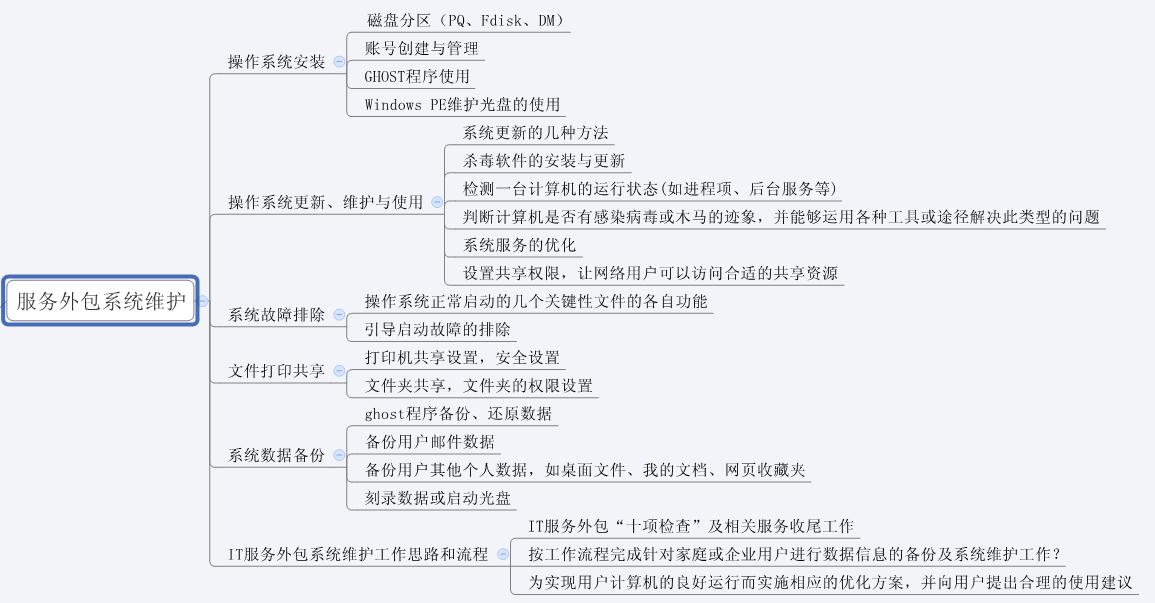 服务外包系统维护
操作系统安装
磁盘分区（PQ、Fdisk、DM）
账号创建与管理
GHOST程序使用
Windows PE维护光盘的使用
操作系统更新、维护与使用
系统更新的几种方法
杀毒软件的安装与更新
检测一台计算机的运行状态(如进程项、后台服务等)
判断计算机是否有感染病毒或木马的迹象，并能够运用各种工具或途径解决此类型的问题
系统服务的优化
设置共享权限，让网络用户可以访问合适的共享资源
系统故障排除
操作系统正常启动的几个关键性文件的各自功能
引导启动故障的排除
文件打印共享
打印机共享设置，安全设置
文件夹共享，文件夹的权限设置
系统数据备份
ghost程序备份、还原数据
备份用户邮件数据
备份用户其他个人数据，如桌面文件、我的文档、网页收藏夹
刻录数据或启动光盘
IT服务外包系统维护工作思路和流程
IT服务外包“十项检查”及相关服务收尾工作
按工作流程完成针对家庭或企业用户进行数据信息的备份及系统维护工作？
为实现用户计算机的良好运行而实施相应的优化方案，并向用户提出合理的使用建议